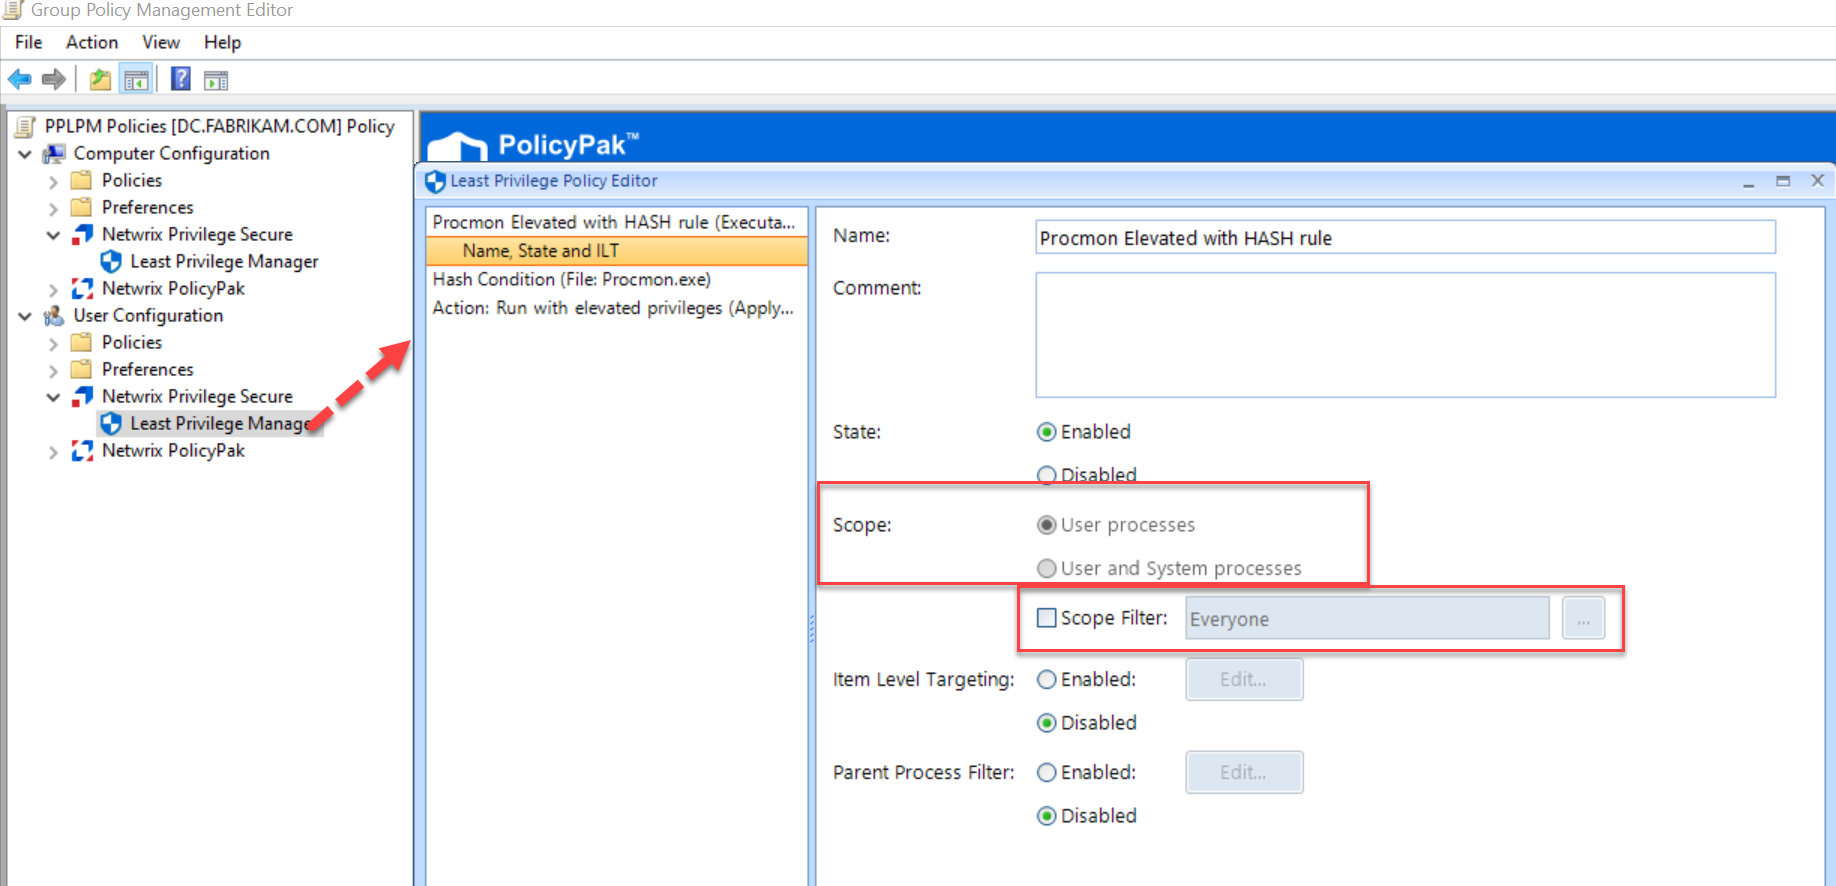 Group Policy Management Editor
File Action View Help
PPLPM Policies [DC.FABRIKAM.COM] Policy
Computer Configuration
Policies
Preferences
Netwrix Privilege Secure
Least Privilege Manager
Netwrix PolicyPak
User Configuration
Policies
Preferences
Netwrix Privilege Secure
Least Privilege Manage
Netwrix PolicyPak
PolicyPak™
Least Privilege Policy Editor
Procmon Elevated with HASH rule (Executa...
Name, State and ILT
Hash Condition (File: Procmon.exe)
Action: Run with elevated privileges (Apply...
Name: Procmon Elevated with HASH rule
Comment:
State: Enabled
Disabled
Scope: User processes
User and System processes
Scope Filter: Everyone ...
Item Level Targeting: Enabled: Edit...
Disabled
Parent Process Filter: Enabled: Edit...
Disabled